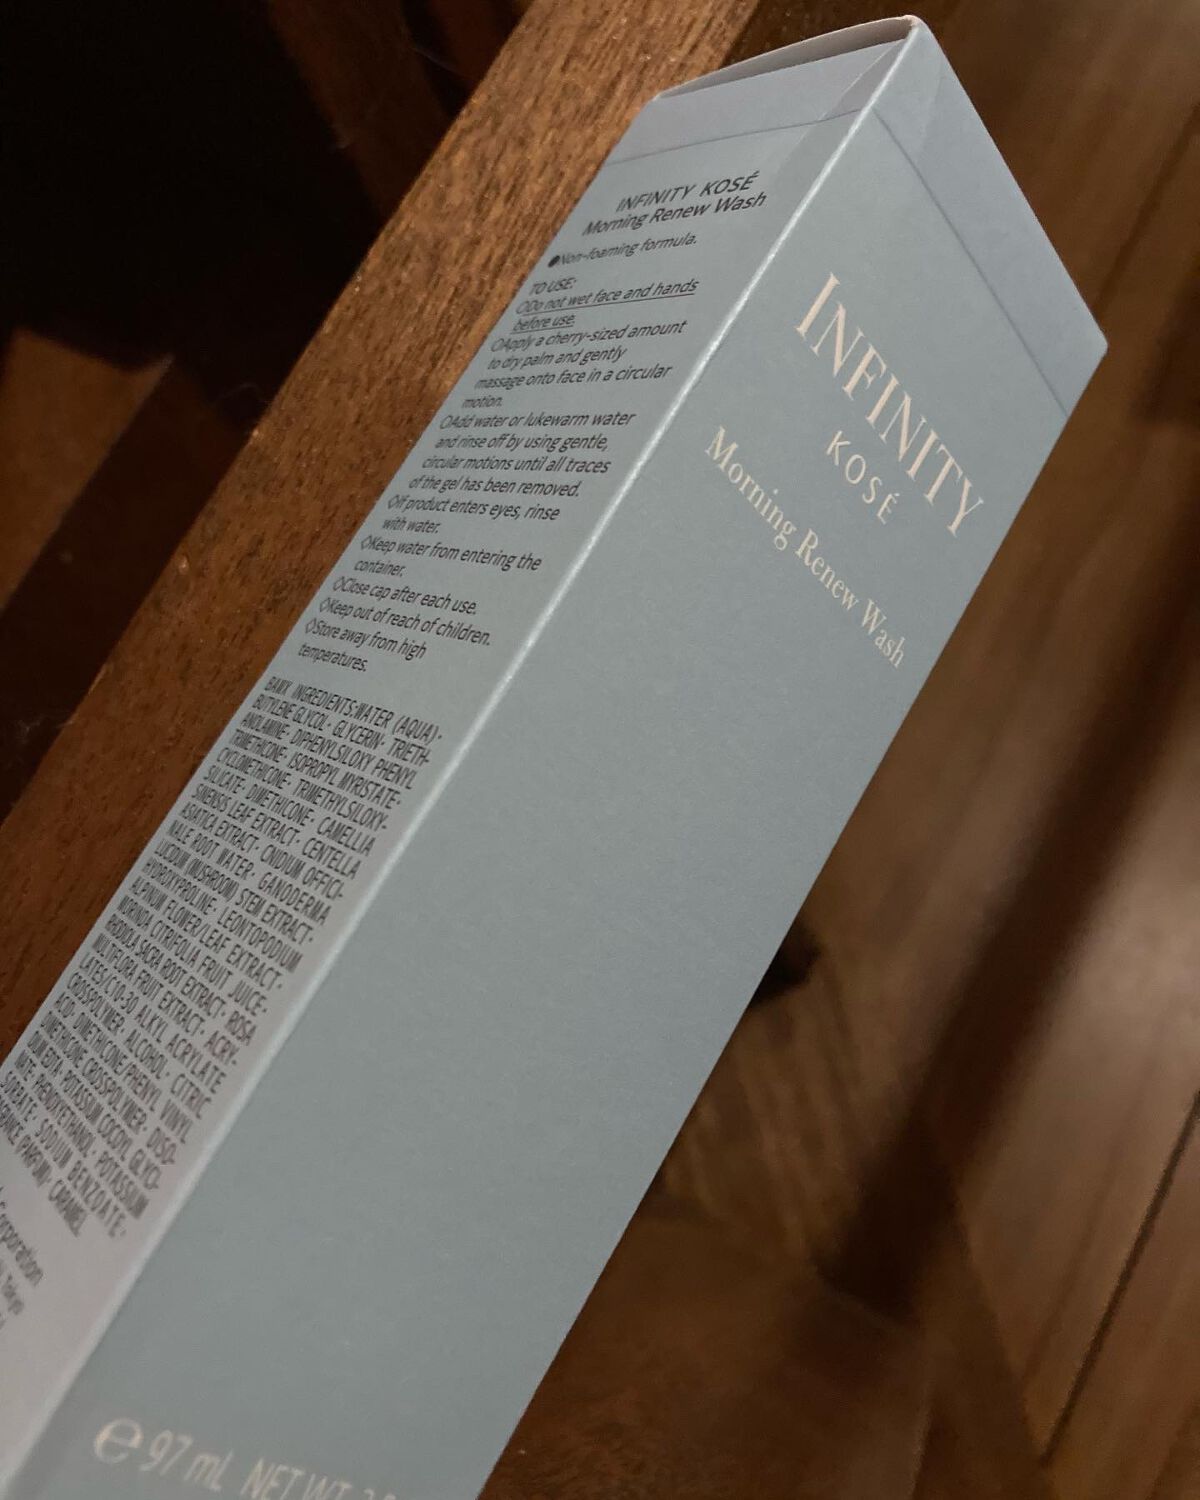 INFINITY KOSÉ
Morning Renew Wash
●Non-foaming formula.
TO USE:
○Do not wet face and hands
before use.
○Apply a cherry-sized amount
to dry palm and gently
massage onto face in a circular
motion.
○Add water or lukewarm water
and rinse off by using gentle,
circular motions until all traces
of the gel has been removed.
◇If product enters eyes, rinse
with water.
◇Keep water from entering the
container.
◇Close cap after each use.
◇Keep out of reach of children.
◇Store away from high
temperatures.
BAWX INGREDIENTS:WATER (AQUA)·
BUTYLENE GLYCOL· GLYCERIN· TRIETH-
ANOLAMINE· DIPHENYLSILOXY PHENYL
TRIMETHICONE· ISOPROPYL MYRISTATE·
CYCLOMETHICONE· TRIMETHYLSILOXY-
SILICATE· DIMETHICONE· CAMELLIA
SINENSIS LEAF EXTRACT· CENTELLA
ASIATICA EXTRACT· CNIDIUM OFFICI-
NALE ROOT WATER· GANODERMA
LUCIDUM (MUSHROOM) STEM EXTRACT·
HYDROXYPROLINE· LEONTOPODIUM
ALPINUM FLOWER/LEAF EXTRACT·
MORINDA CITRIFOLIA FRUIT JUICE·
RHODIOLA SACRA ROOT EXTRACT· ROSA
MULTIFLORA FRUIT EXTRACT· ACRY-
LATES/C10-30 ALKYL ACRYLATE
CROSSPOLYMER· ALCOHOL· CITRIC
ACID· DIMETHICONE/PHENYL VINYL
DIMETHICONE CROSSPOLYMER· DISO-
DIUM EDTA· POTASSIUM COCOYL GLYCI-
NATE· PHENOXYETHANOL· POTASSIUM
SORBATE· SODIUM BENZOATE·
(PARFUM)· CARAMEL
Corporation
Tokyo
INFINITY
KOSÉ
Morning Renew Wash
℮ 97 mL NET WT